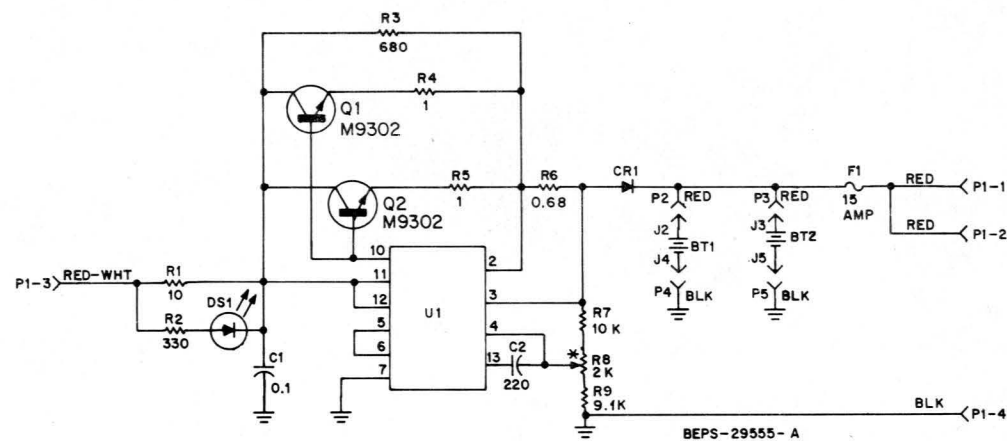 R3
680
R4
1
Q1
M9302
R5
1
R6
0.68
CR1
F1
15
AMP
RED
P1-1
RED
P1-2
P2
RED
J2
BT1
J4
P4
BLK
P3
RED
J3
BT2
J5
P5
BLK
Q2
M9302
10
11
12
5
6
7
2
3
4
13
U1
P1-3
RED-WHT
R1
10
DS1
R2
330
C1
0.1
R7
10 K
C2
220
*
R8
2K
R9
9.1K
BLK
P1-4
BEPS-29555-A